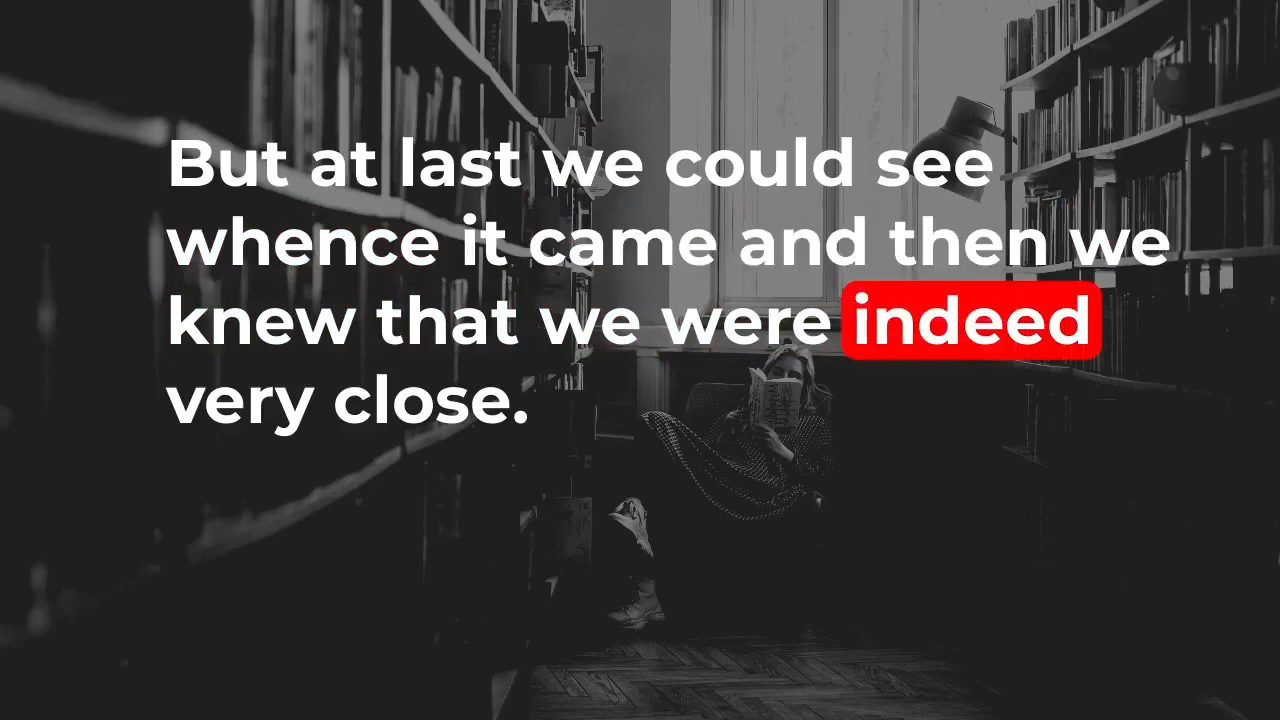 But at last we could see
whence it came and then we
knew that we were indeed
very close.